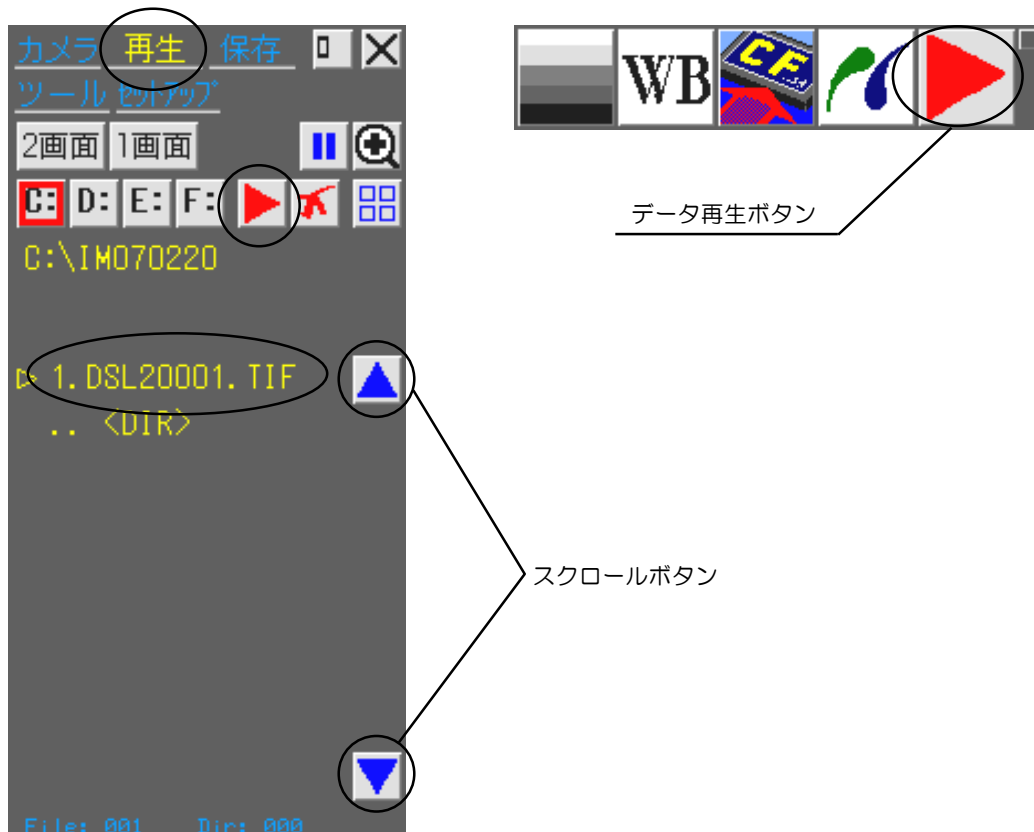 カメラ 再生 保存
ツール セットアップ
2画面 1画面
C: D: E: F:
C:\IM070220
1.DSL20001.TIF
.. <DIR>
File: 001 Dir: 000
WB CF
データ再生ボタン
スクロールボタン